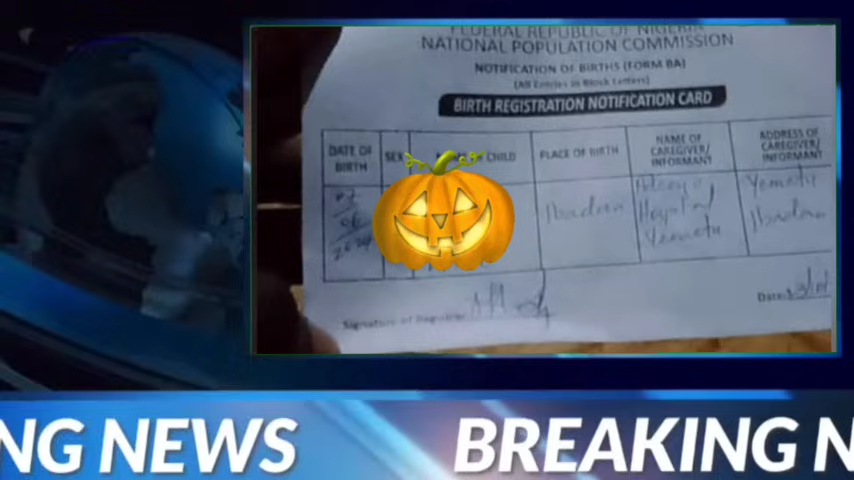 FEDERAL REPUBLIC OF NIGERIA
NATIONAL POPULATION COMMISSION
NOTIFICATION OF BIRTHS (FORM BA)
(All Entries in Block Letters)
BIRTH REGISTRATION NOTIFICATION CARD
DATE OF BIRTH
SEX
CHILD
PLACE OF BIRTH
NAME OF CAREGIVER/ INFORMANT
ADDRESS OF CAREGIVER/ INFORMANT
Ibadan
Hospital
Yemetu
Yemetu
Ibadan
Signature of Registrar
Date:
NG NEWS
BREAKING N